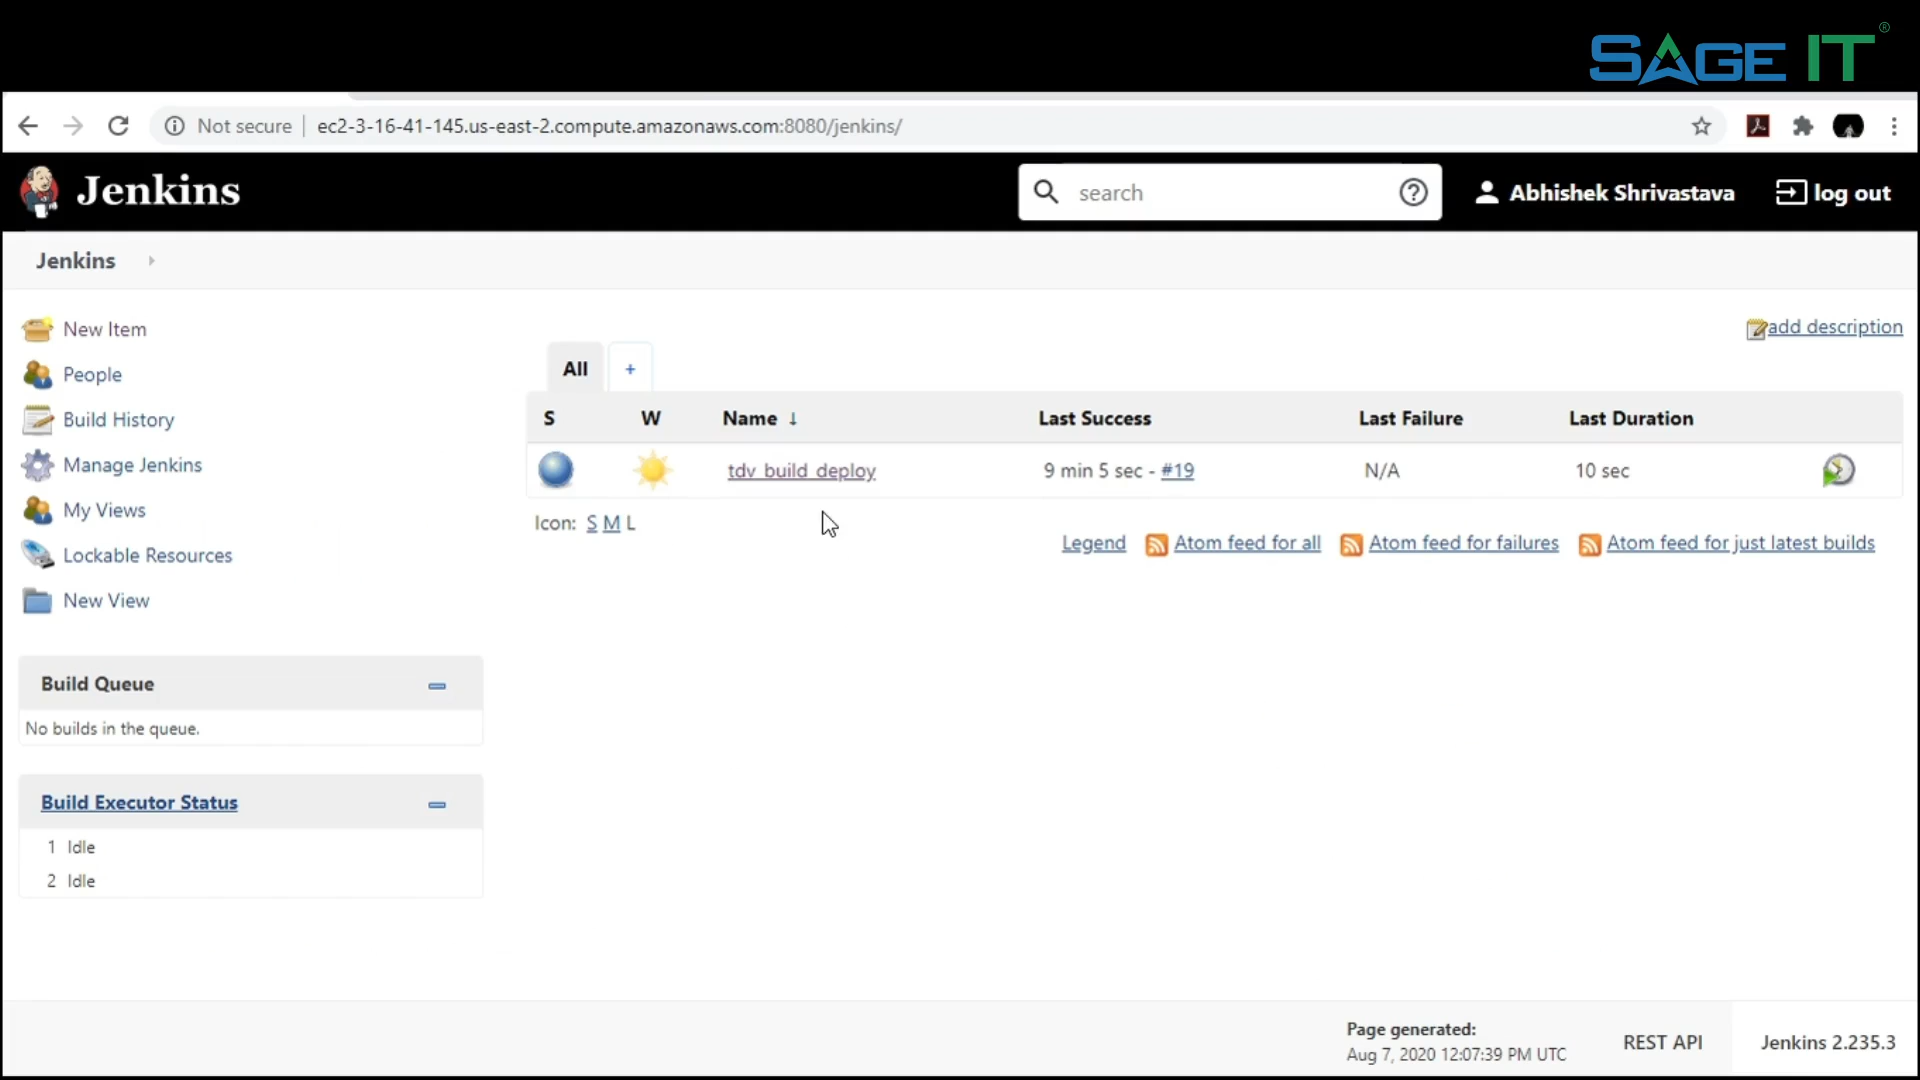 SAGE IT®
Not secure | ec2-3-16-41-145.us-east-2.compute.amazonaws.com:8080/jenkins/
Jenkins
search
Abhishek Shrivastava
log out
Jenkins
New Item
People
Build History
Manage Jenkins
My Views
Lockable Resources
New View
Build Queue
No builds in the queue.
Build Executor Status
1 Idle
2 Idle
add description
All +
S W Name ↓ Last Success Last Failure Last Duration
tdv_build_deploy 9 min 5 sec - #19 N/A 10 sec
Icon: S M L
Legend Atom feed for all Atom feed for failures Atom feed for just latest builds
Page generated:
Aug 7, 2020 12:07:39 PM UTC
REST API
Jenkins 2.235.3